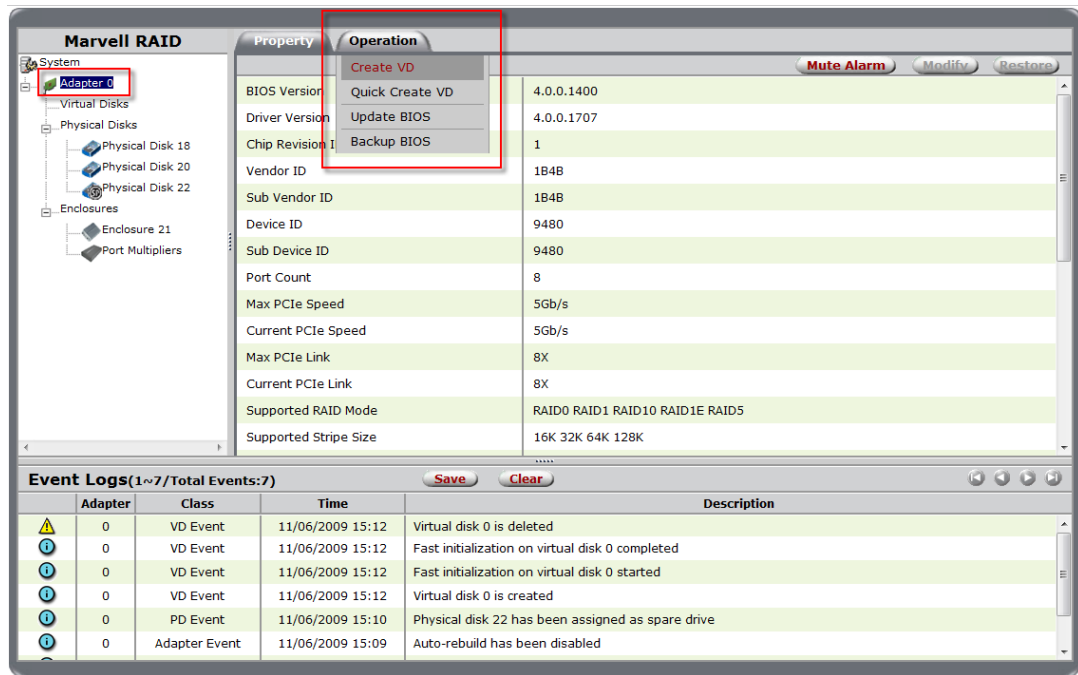 Marvell RAID
Property
Operation
System
Adapter 0
Virtual Disks
Physical Disks
Physical Disk 18
Physical Disk 20
Physical Disk 22
Enclosures
Enclosure 21
Port Multipliers
Create VD
Quick Create VD
Update BIOS
Backup BIOS
Mute Alarm Modify Restore
BIOS Version 4.0.0.1400
Driver Version 4.0.0.1707
Chip Revision I 1
Vendor ID 1B4B
Sub Vendor ID 1B4B
Device ID 9480
Sub Device ID 9480
Port Count 8
Max PCIe Speed 5Gb/s
Current PCIe Speed 5Gb/s
Max PCIe Link 8X
Current PCIe Link 8X
Supported RAID Mode RAID0 RAID1 RAID10 RAID1E RAID5
Supported Stripe Size 16K 32K 64K 128K
Event Logs(1~7/Total Events:7) Save Clear
Adapter Class Time Description
0 VD Event 11/06/2009 15:12 Virtual disk 0 is deleted
0 VD Event 11/06/2009 15:12 Fast initialization on virtual disk 0 completed
0 VD Event 11/06/2009 15:12 Fast initialization on virtual disk 0 started
0 VD Event 11/06/2009 15:12 Virtual disk 0 is created
0 PD Event 11/06/2009 15:10 Physical disk 22 has been assigned as spare drive
0 Adapter Event 11/06/2009 15:09 Auto-rebuild has been disabled